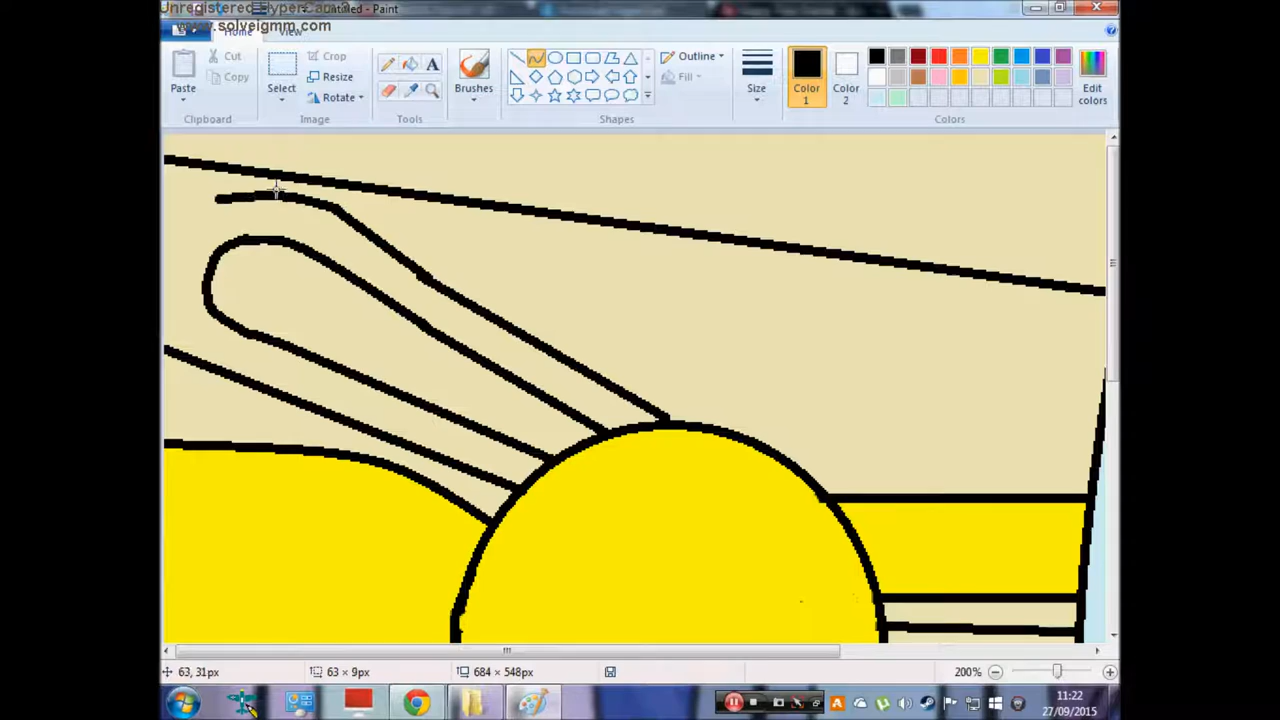 Unregistered HyperCam 3
Untitled - Paint
www.solveigmm.com
Home
View
Paste
Cut
Copy
Clipboard
Select
Crop
Resize
Rotate
Image
Tools
Brushes
Outline
Fill
Shapes
Size
Color 1
Color 2
Edit colors
Colors
63, 31px
63 × 9px
684 × 548px
200%
11:22
27/09/2015